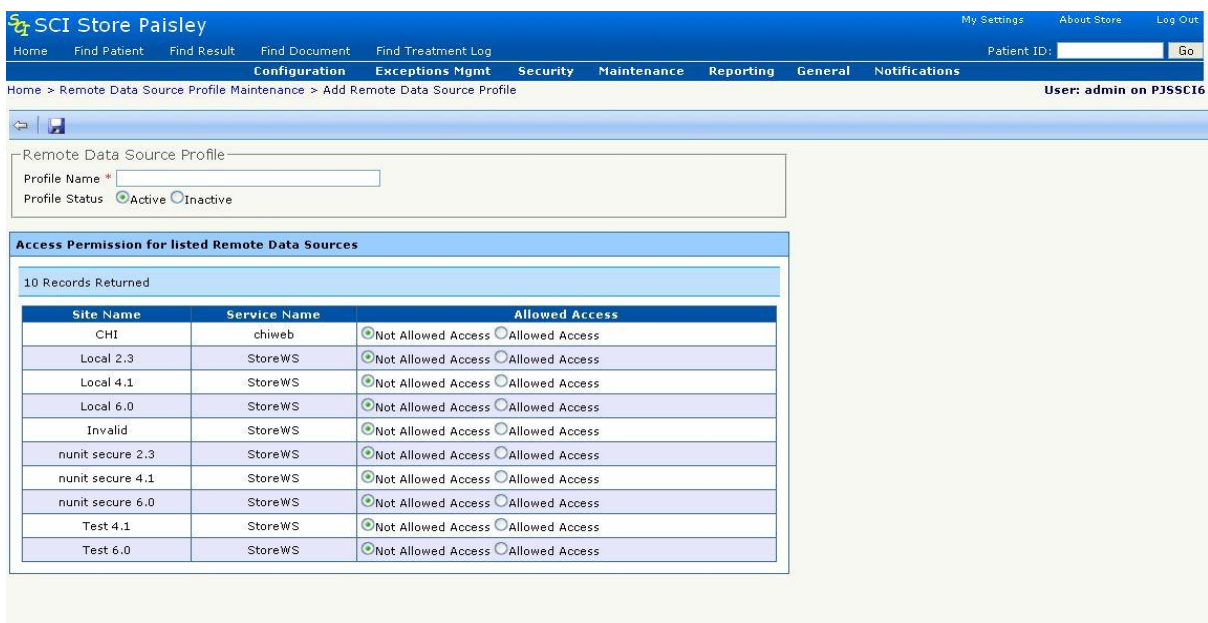 SCI SCI Store Paisley
My Settings About Store Log Out
Home Find Patient Find Result Find Document Find Treatment Log Patient ID: Go
Configuration Exceptions Mgmt Security Maintenance Reporting General Notifications
Home > Remote Data Source Profile Maintenance > Add Remote Data Source Profile User: admin on PJSSCI6
Remote Data Source Profile
Profile Name *
Profile Status Active Inactive
Access Permission for listed Remote Data Sources
10 Records Returned
Site Name Service Name Allowed Access
CHI chiweb Not Allowed Access Allowed Access
Local 2.3 StoreWS Not Allowed Access Allowed Access
Local 4.1 StoreWS Not Allowed Access Allowed Access
Local 6.0 StoreWS Not Allowed Access Allowed Access
Invalid StoreWS Not Allowed Access Allowed Access
nunit secure 2.3 StoreWS Not Allowed Access Allowed Access
nunit secure 4.1 StoreWS Not Allowed Access Allowed Access
nunit secure 6.0 StoreWS Not Allowed Access Allowed Access
Test 4.1 StoreWS Not Allowed Access Allowed Access
Test 6.0 StoreWS Not Allowed Access Allowed Access